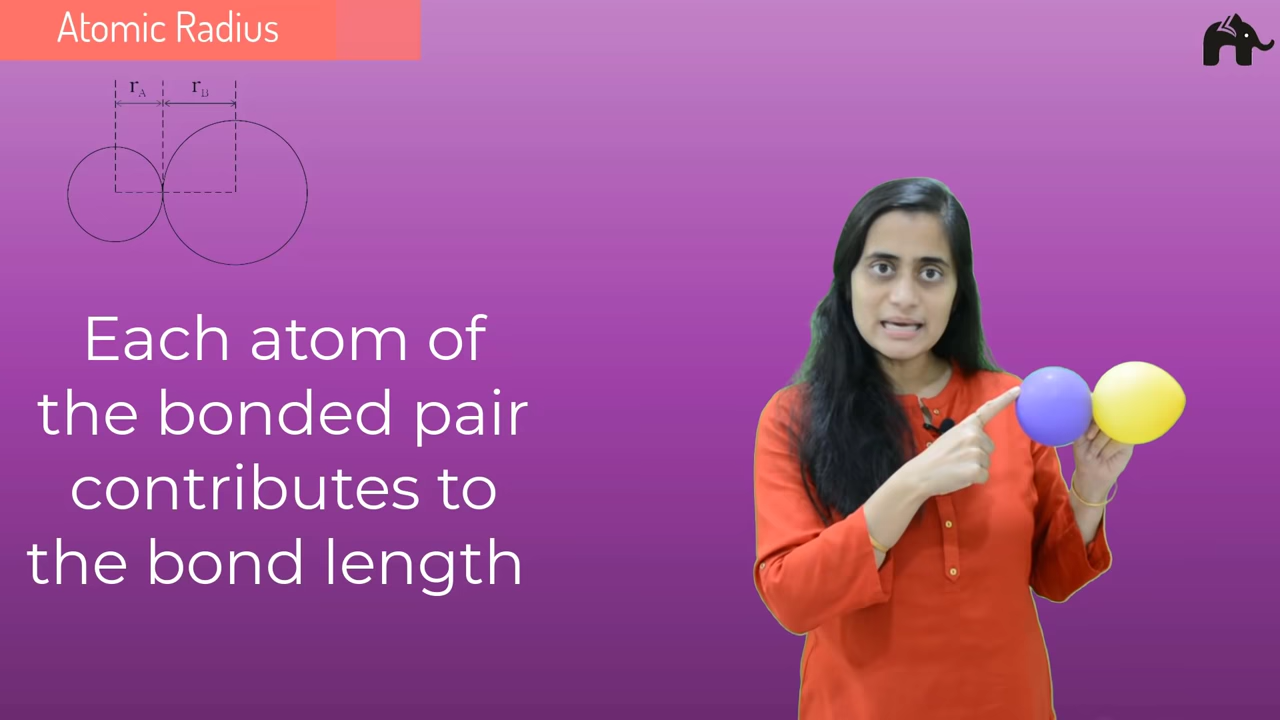 Atomic Radius
rA rB
Each atom of
the bonded pair
contributes to
the bond length